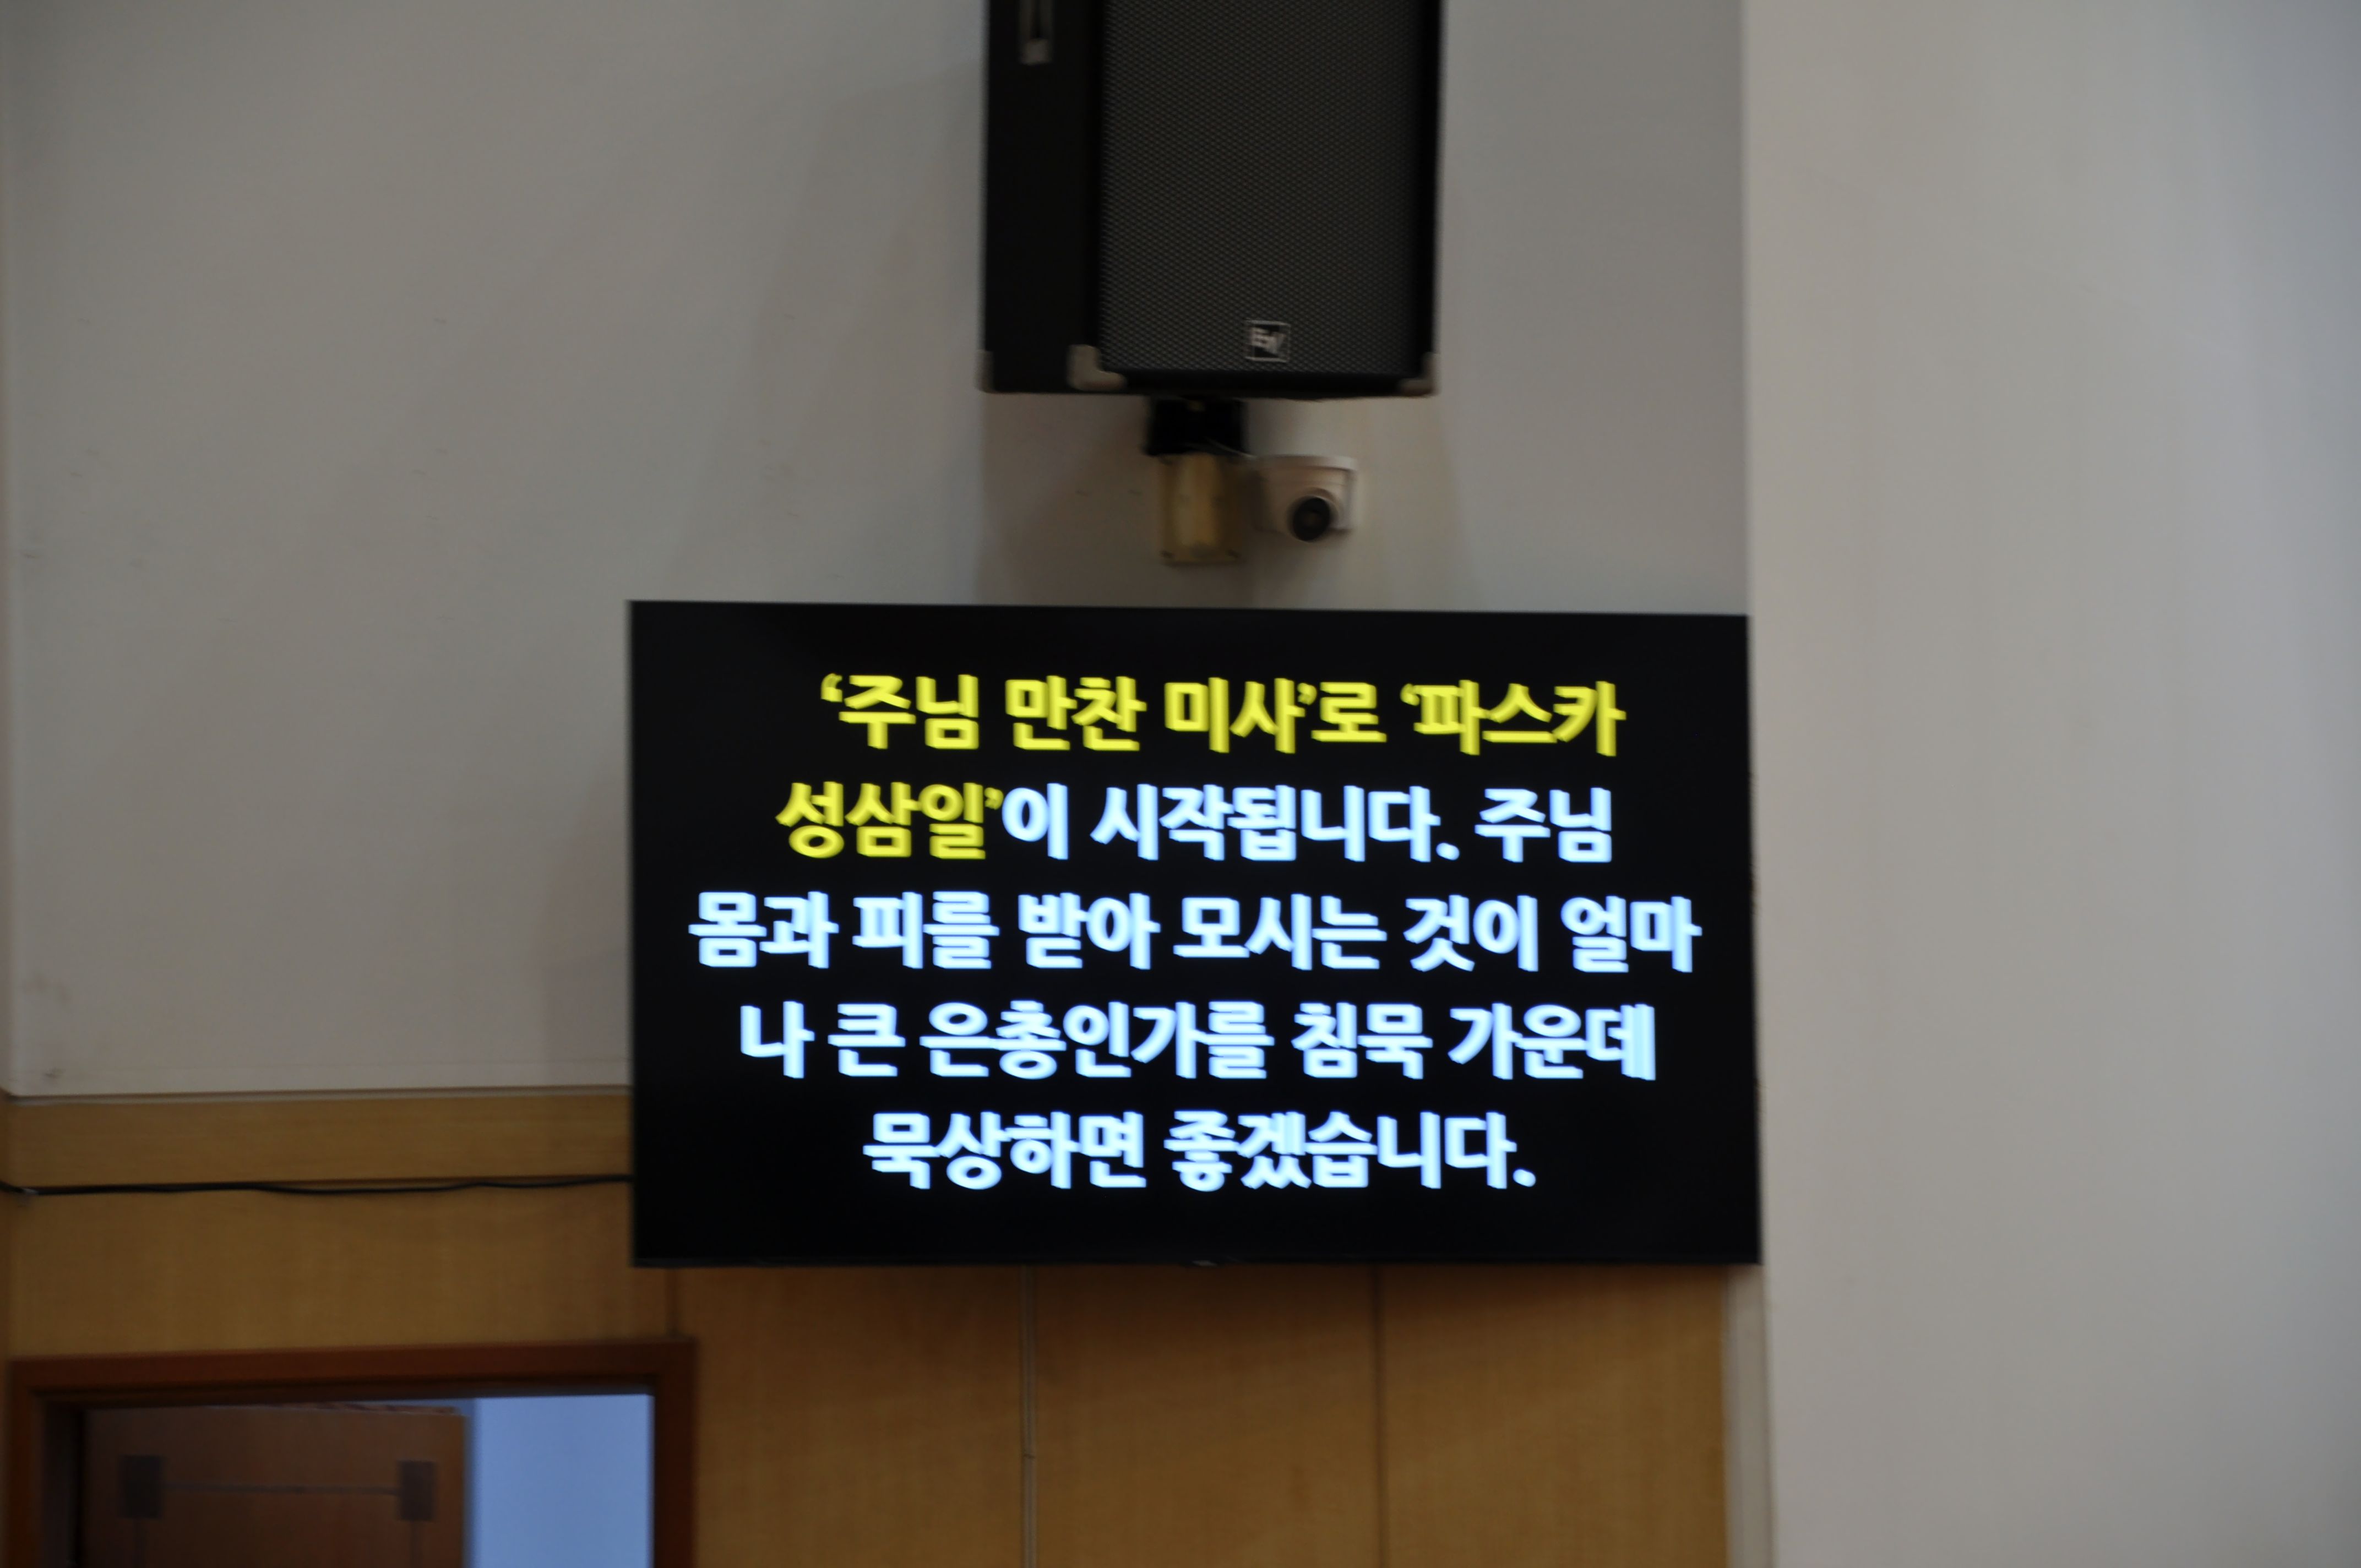 EV
‘주님 만찬 미사’로 ‘파스카
성삼일’이 시작됩니다. 주님
몸과 피를 받아 모시는 것이 얼마
나 큰 은총인가를 침묵 가운데
묵상하면 좋겠습니다.